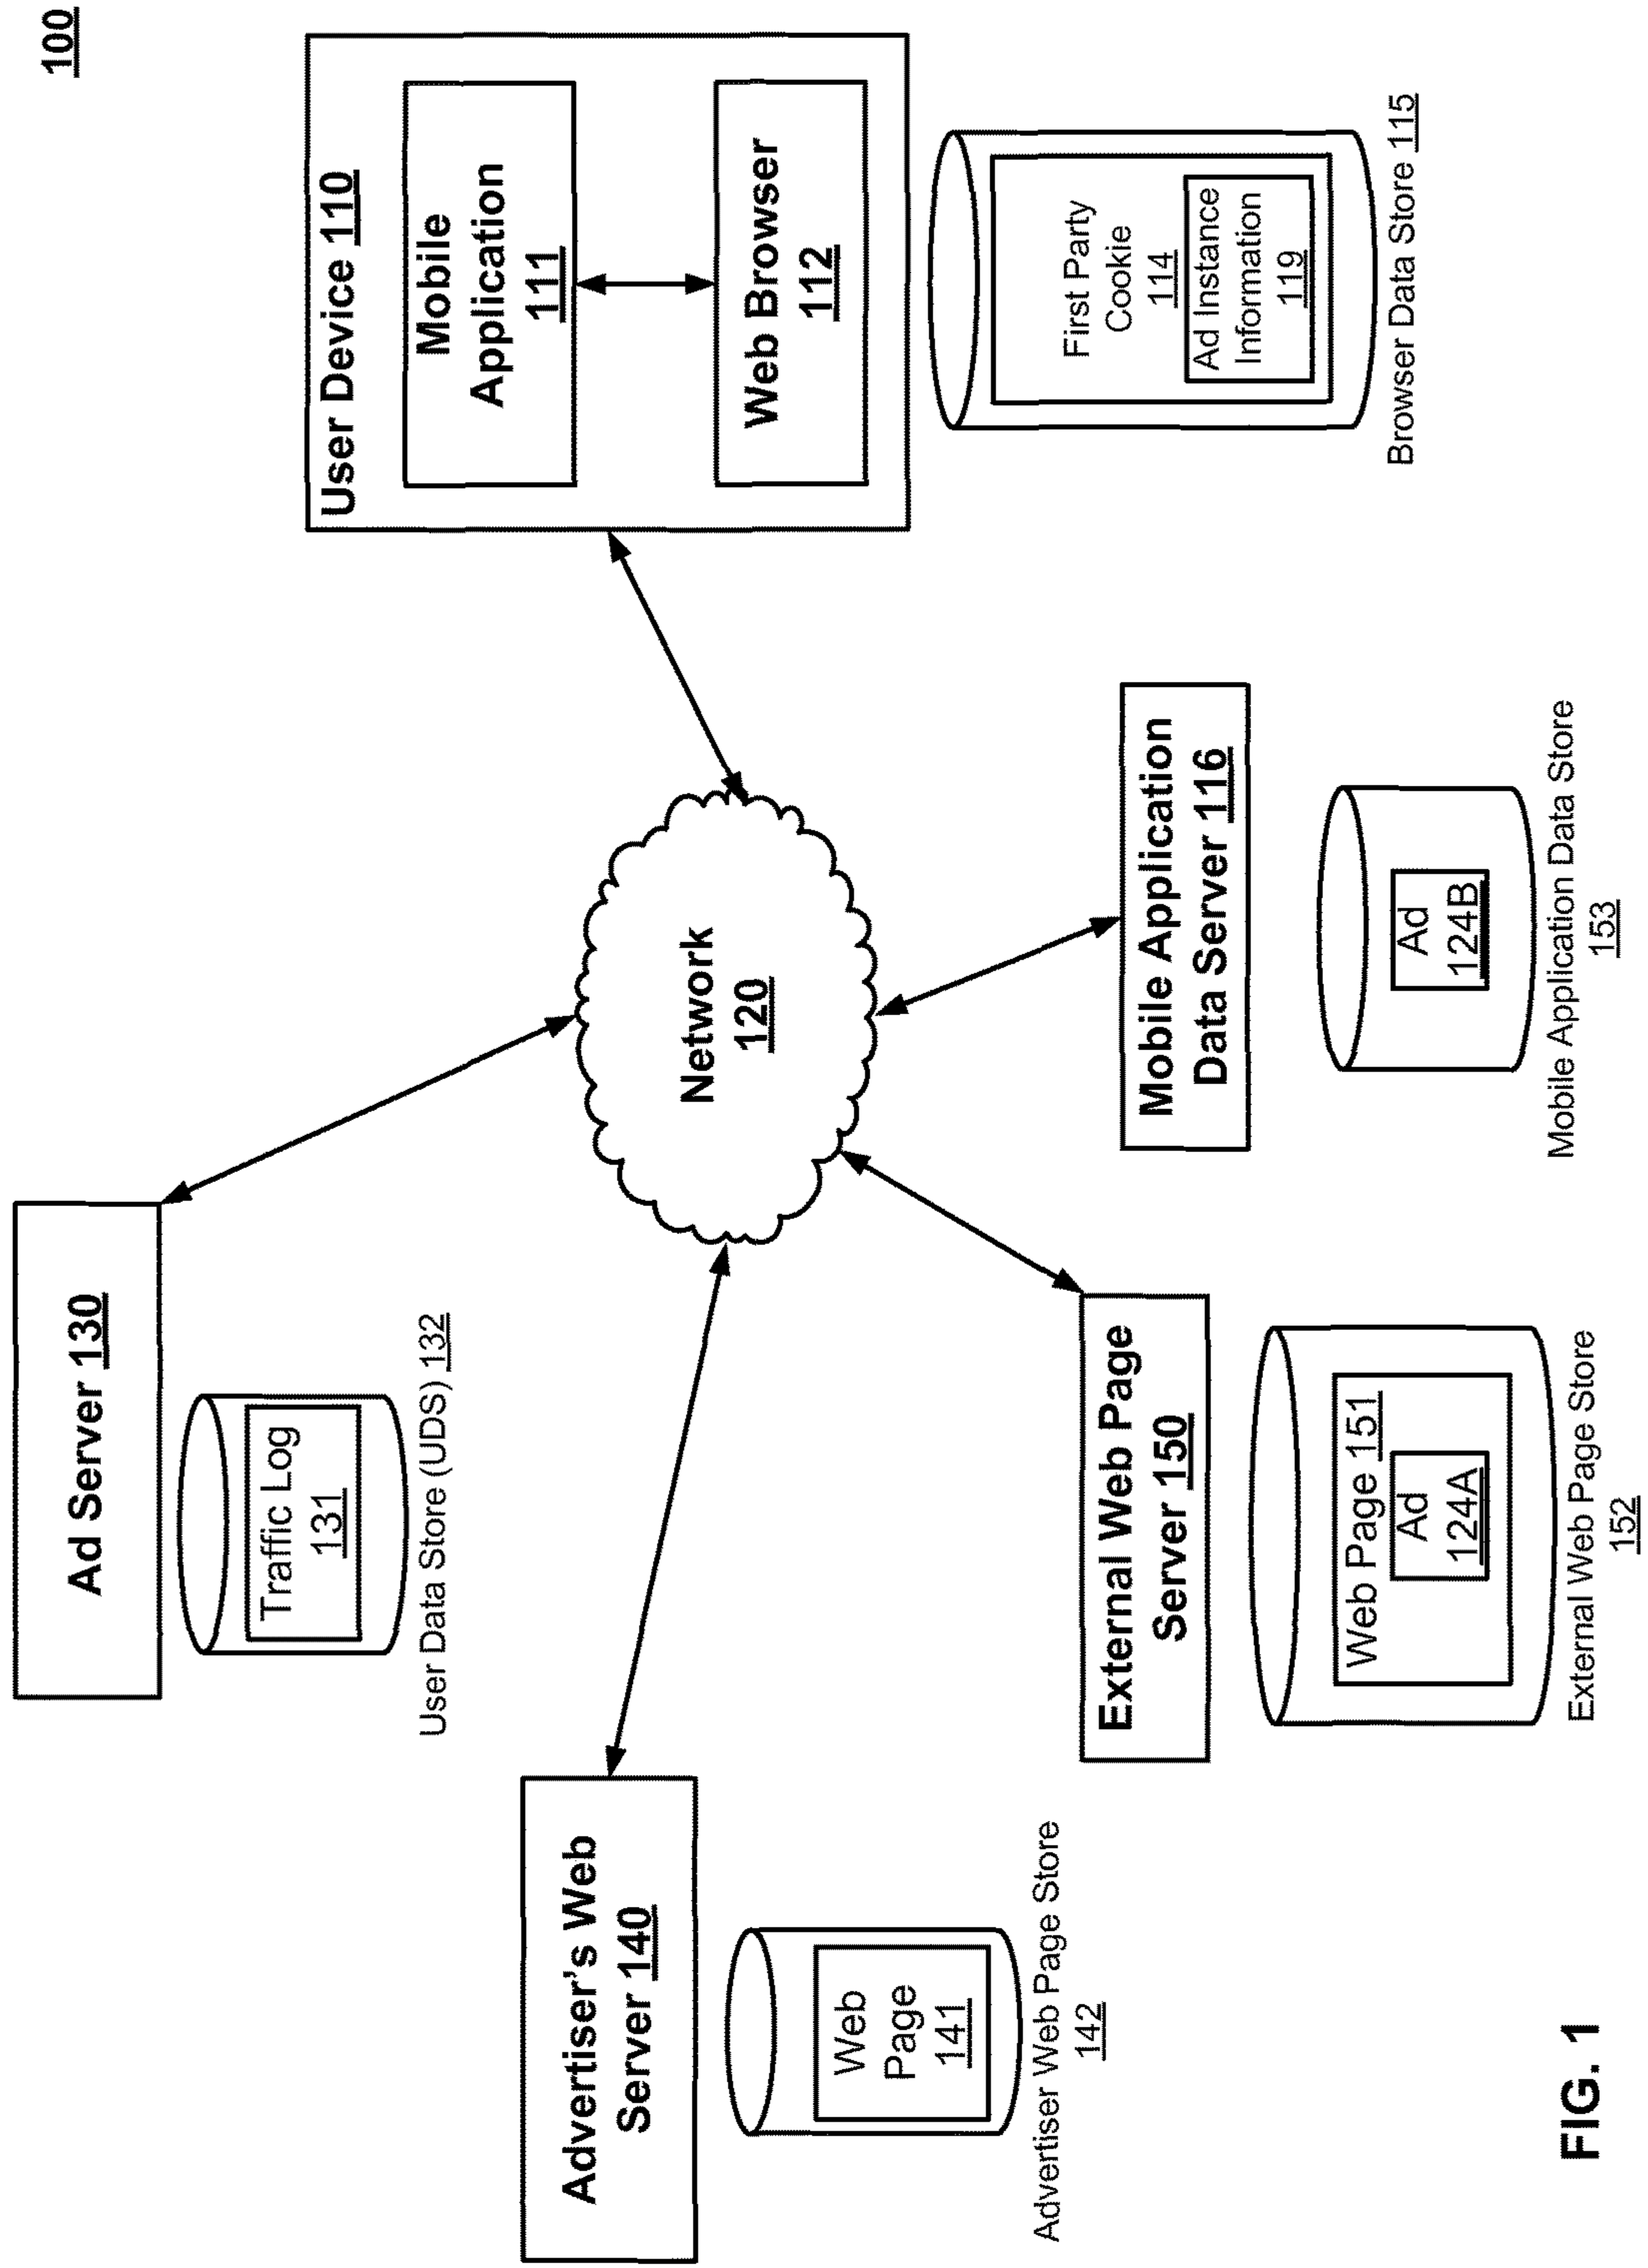 100
Ad Server 130
Traffic Log
131
User Data Store (UDS) 132
User Device 110
Mobile
Application
111
Web Browser
112
First Party
Cookie
114
Ad Instance
Information
119
Browser Data Store 115
Network
120
Advertiser's Web
Server 140
Web
Page
141
Advertiser Web Page Store
142
External Web Page
Server 150
Web Page 151
Ad
124A
External Web Page Store
152
Mobile Application
Data Server 116
Ad
124B
Mobile Application Data Store
153
FIG. 1